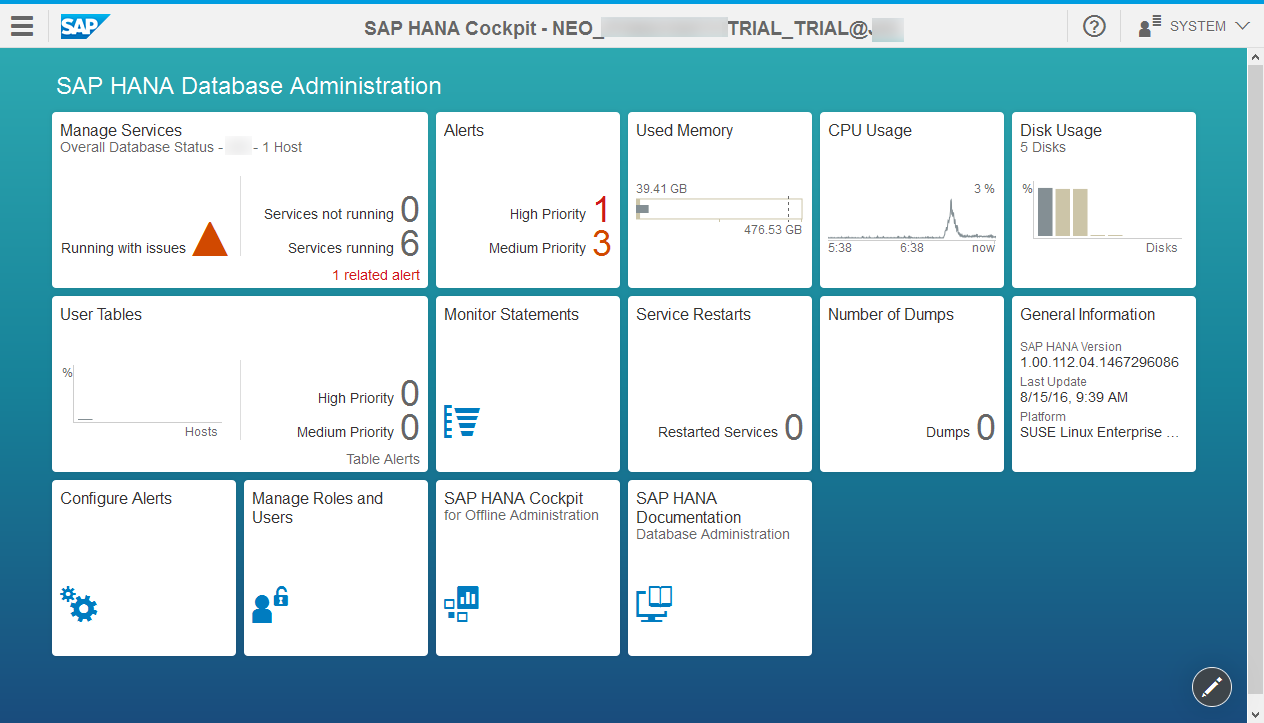 SAP
SAP HANA Cockpit - NEO_ TRIAL_TRIAL@
SYSTEM
SAP HANA Database Administration
Manage Services
Overall Database Status - - 1 Host
Running with issues
Services not running 0
Services running 6
1 related alert
Alerts
High Priority 1
Medium Priority 3
Used Memory
39.41 GB
476.53 GB
CPU Usage
3 %
5:38 6:38 now
Disk Usage
5 Disks
%
Disks
User Tables
%
Hosts
High Priority 0
Medium Priority 0
Table Alerts
Monitor Statements
Service Restarts
Restarted Services 0
Number of Dumps
Dumps 0
General Information
SAP HANA Version
1.00.112.04.1467296086
Last Update
8/15/16, 9:39 AM
Platform
SUSE Linux Enterprise ...
Configure Alerts
Manage Roles and
Users
SAP HANA Cockpit
for Offline Administration
SAP HANA
Documentation
Database Administration